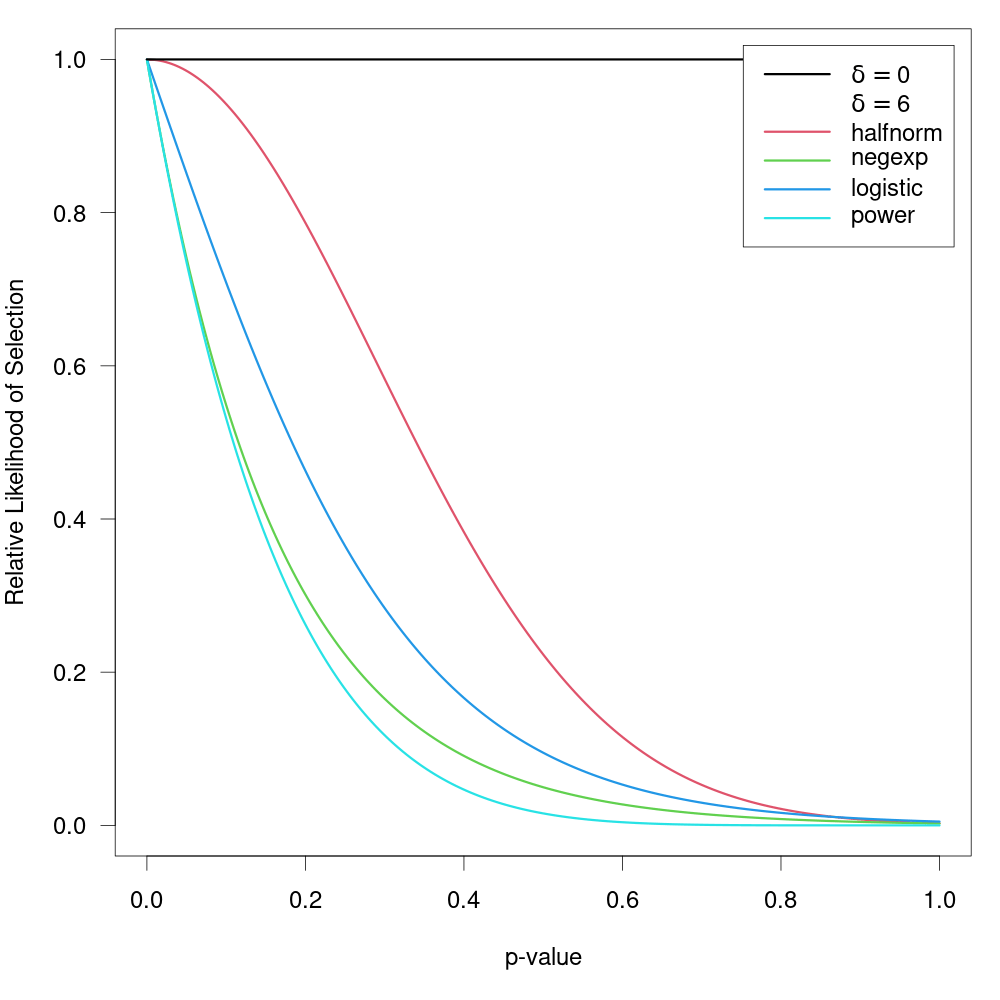 1.0
0.8
0.6
0.4
0.2
0.0
Relative Likelihood of Selection
δ = 0
δ = 6
halfnorm
negexp
logistic
power
0.0 0.2 0.4 0.6 0.8 1.0
p-value